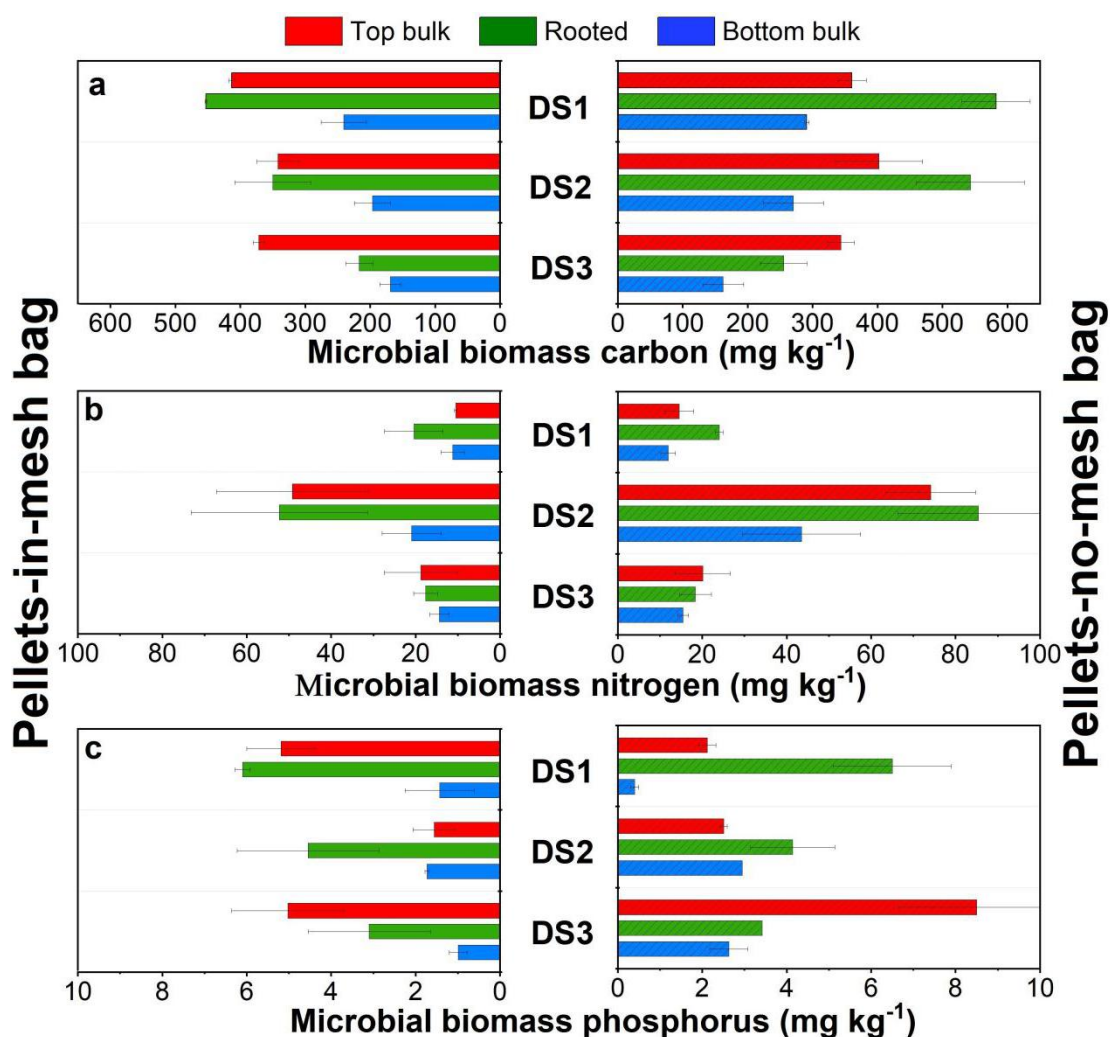 Top bulk Rooted Bottom bulk
a
DS1
DS2
DS3
600 500 400 300 200 100 0 0 100 200 300 400 500 600
Microbial biomass carbon (mg kg⁻¹)
b
DS1
DS2
DS3
100 80 60 40 20 0 0 20 40 60 80 100
Microbial biomass nitrogen (mg kg⁻¹)
c
DS1
DS2
DS3
10 8 6 4 2 0 0 2 4 6 8 10
Microbial biomass phosphorus (mg kg⁻¹)
Pellets-in-mesh bag
Pellets-no-mesh bag